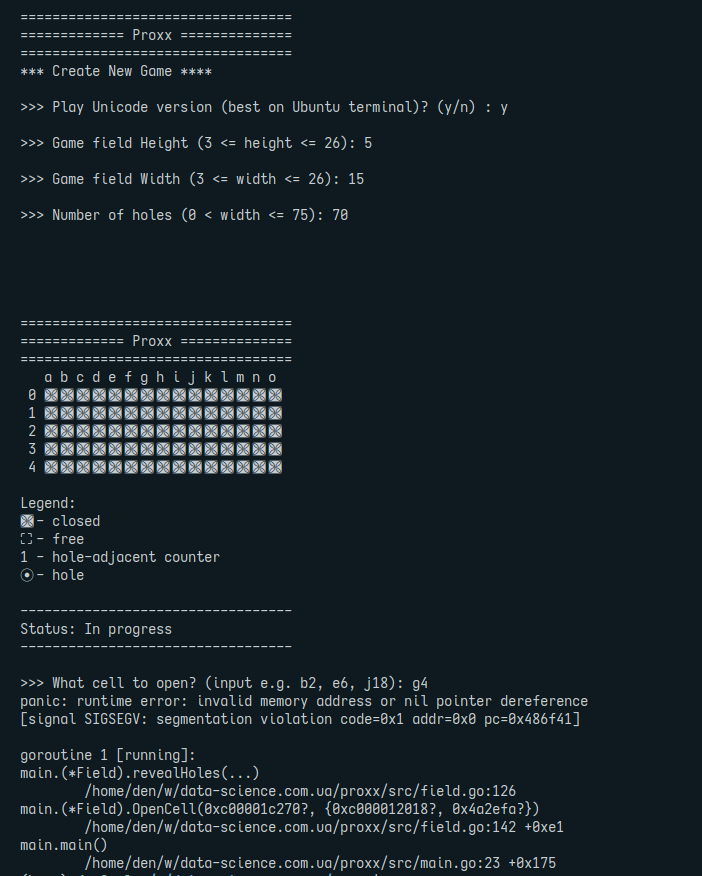 ==================================
============= Proxx ==============
==================================
*** Create New Game ****
>>> Play Unicode version (best on Ubuntu terminal)? (y/n) : y
>>> Game field Height (3 <= height <= 26): 5
>>> Game field Width (3 <= width <= 26): 15
>>> Number of holes (0 < width <= 75): 70
==================================
============= Proxx ==============
==================================
a b c d e f g h i j k l m n o
0
1
2
3
4
Legend:
- closed
- free
1 - hole-adjacent counter
- hole
----------------------------------
Status: In progress
----------------------------------
>>> What cell to open? (input e.g. b2, e6, j18): g4
panic: runtime error: invalid memory address or nil pointer dereference
[signal SIGSEGV: segmentation violation code=0x1 addr=0x0 pc=0x486f41]
goroutine 1 [running]:
main.(*Field).revealHoles(...)
/home/den/w/data-science.com.ua/proxx/src/field.go:126
main.(*Field).OpenCell(0xc00001c270?, {0xc000012018?, 0x4a2efa?})
/home/den/w/data-science.com.ua/proxx/src/field.go:142 +0xe1
main.main()
/home/den/w/data-science.com.ua/proxx/src/main.go:23 +0x175